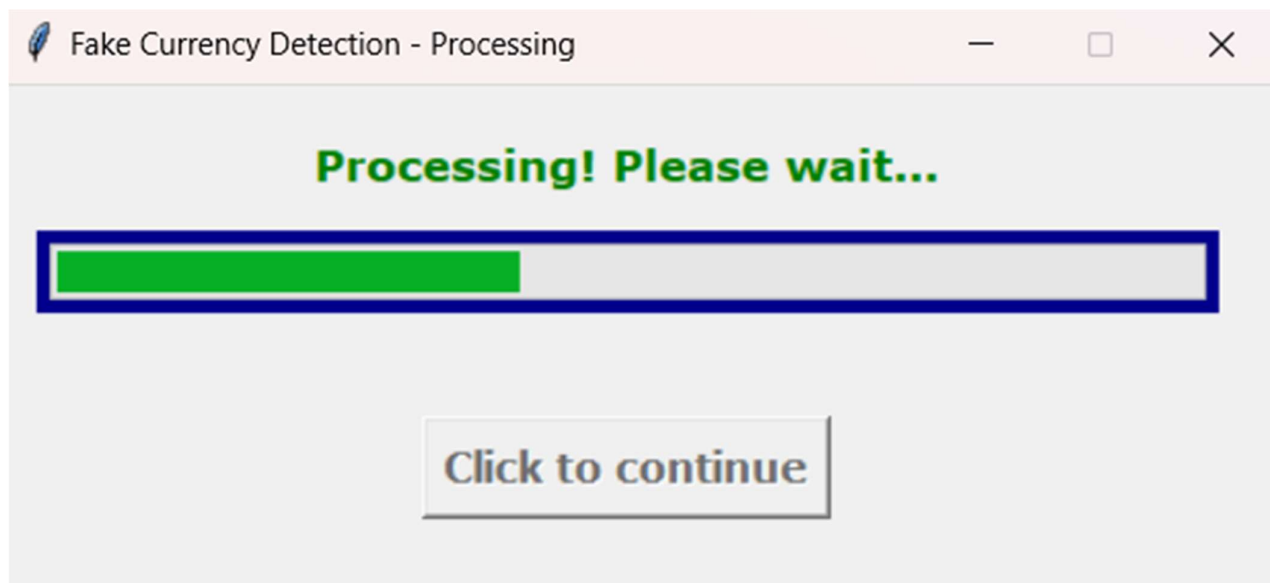 Fake Currency Detection - Processing
Processing! Please wait...
Click to continue